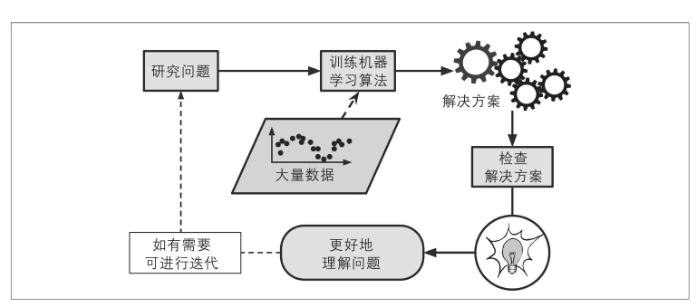 研究问题
训练机器
学习算法
解决方案
大量数据
检查
解决方案
如有需要
可进行迭代
更好地
理解问题